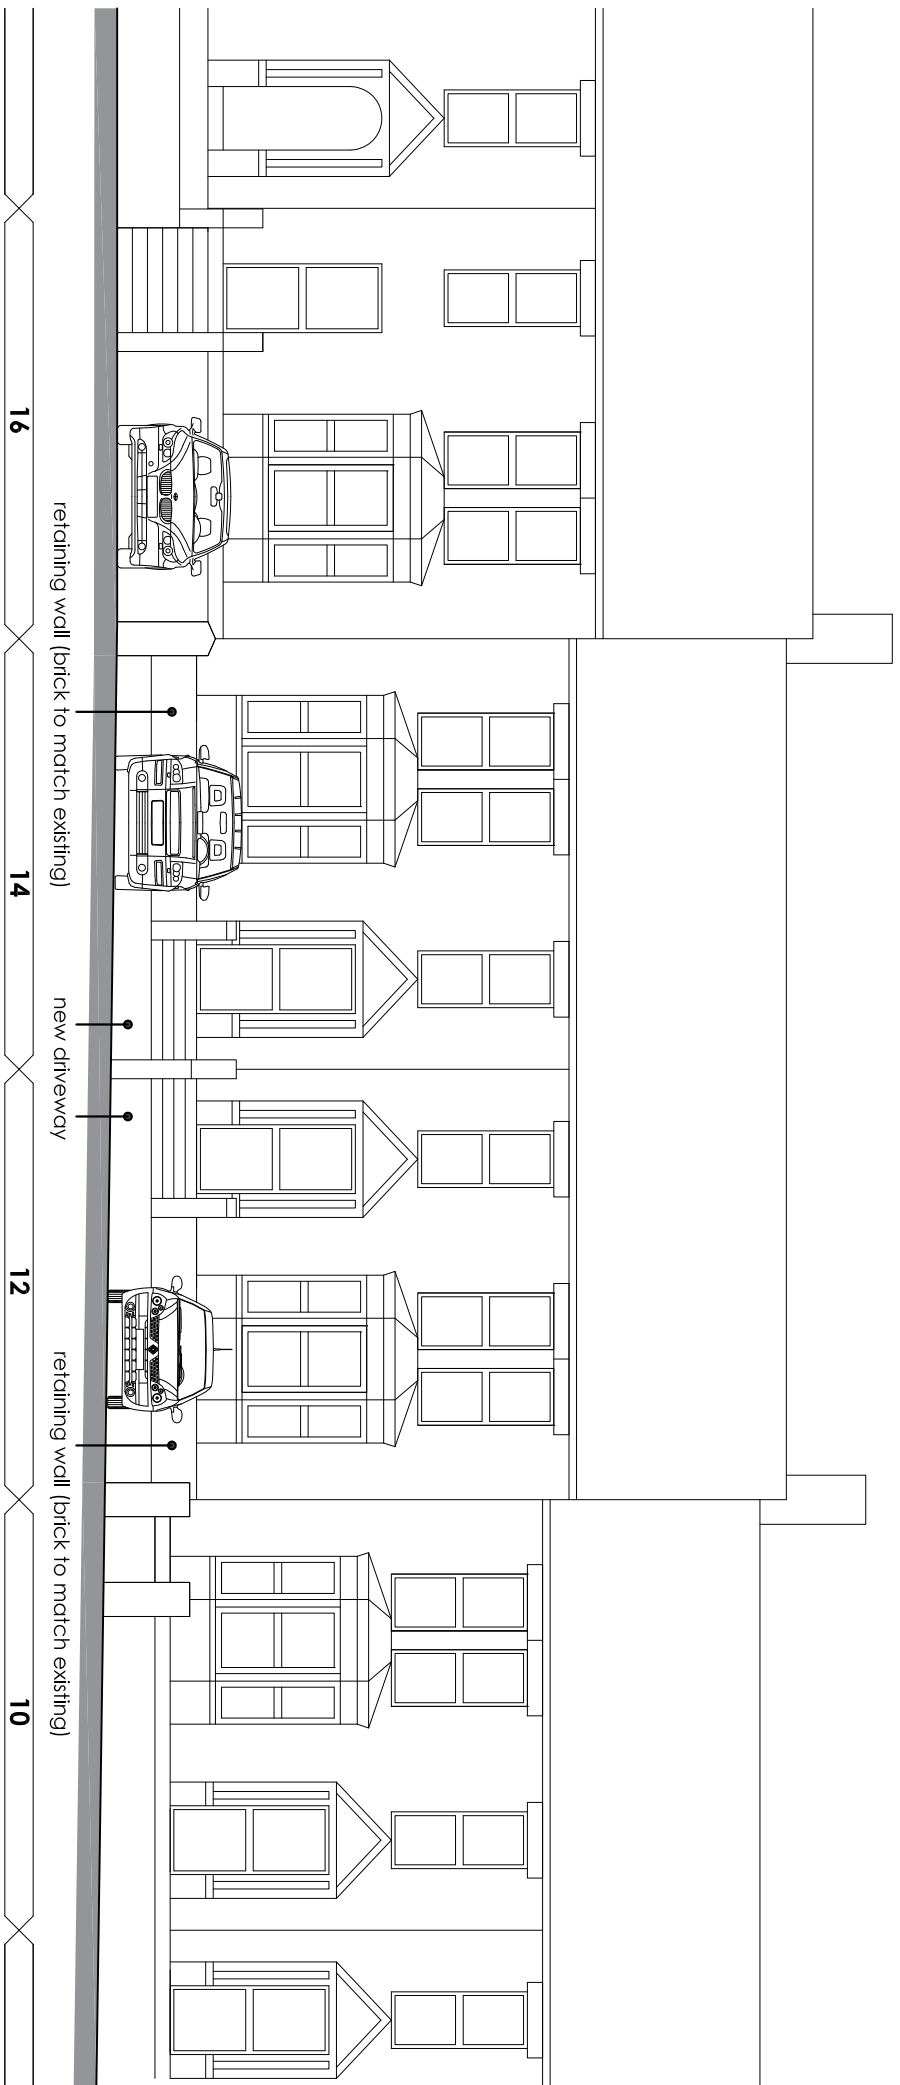 retaining wall (brick to match existing)
new driveway
retaining wall (brick to match existing)
16
14
12
10